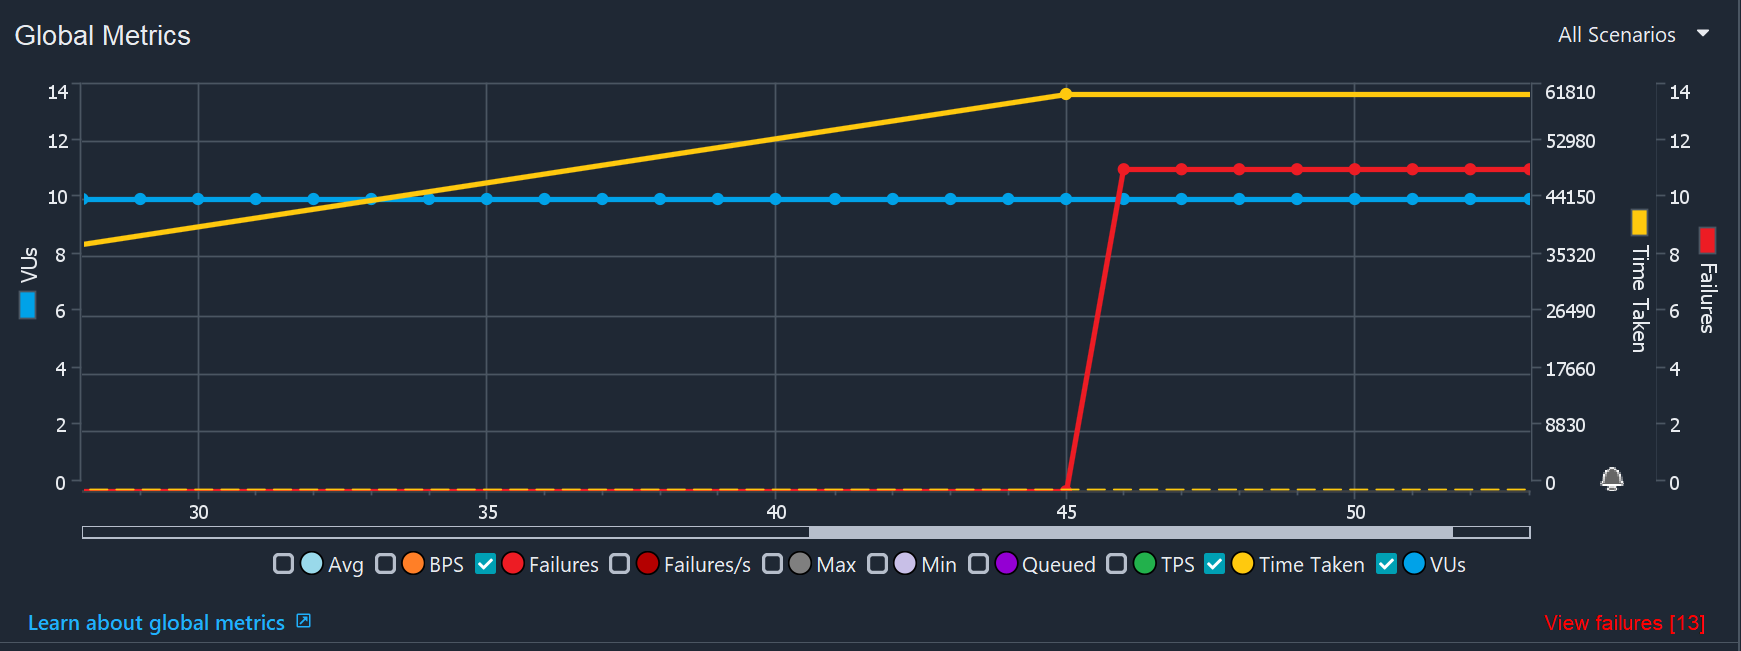 Global Metrics
All Scenarios
14 61810 14
12 52980 12
10 44150 10
8 35320 8
6 26490 6
4 17660 4
2 8830 2
0 0 0
VUs
Time Taken
Failures
30 35 40 45 50
Avg BPS Failures Failures/s Max Min Queued TPS Time Taken VUs
Learn about global metrics
View failures [13]